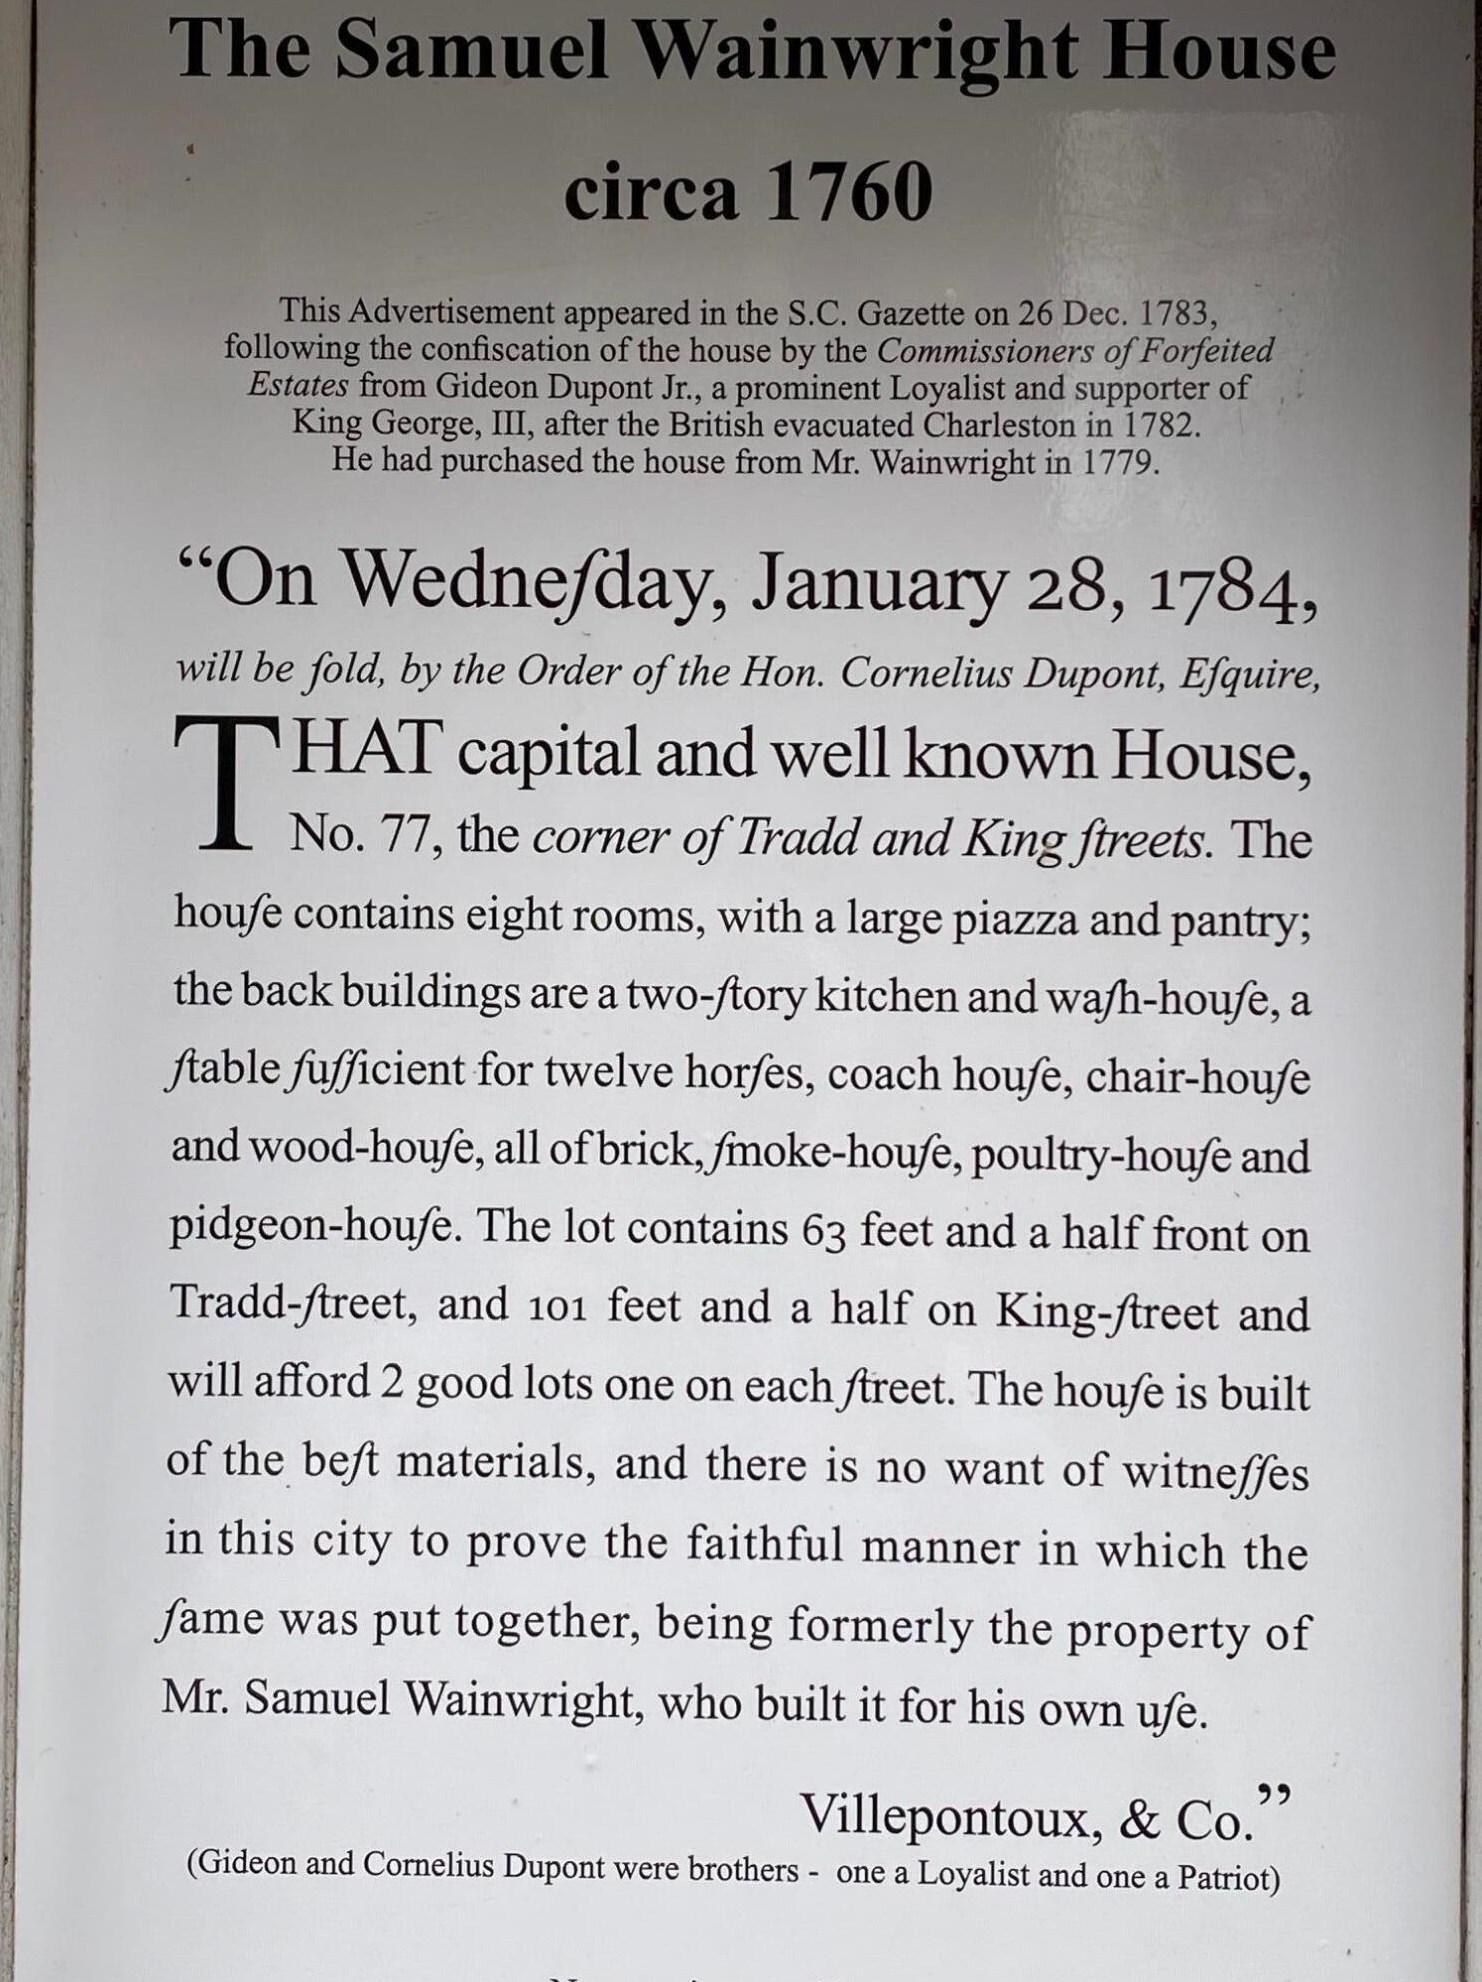 The Samuel Wainwright House
circa 1760
This Advertisement appeared in the S.C. Gazette on 26 Dec. 1783,
following the confiscation of the house by the Commissioners of Forfeited
Estates from Gideon Dupont Jr., a prominent Loyalist and supporter of
King George, III, after the British evacuated Charleston in 1782.
He had purchased the house from Mr. Wainwright in 1779.
“On Wedneſday, January 28, 1784,
will be ſold, by the Order of the Hon. Cornelius Dupont, Eſquire,
THAT capital and well known House,
No. 77, the corner of Tradd and King ſtreets. The
houſe contains eight rooms, with a large piazza and pantry;
the back buildings are a two-ſtory kitchen and waſh-houſe, a
ſtable ſufficient for twelve horſes, coach houſe, chair-houſe
and wood-houſe, all of brick, ſmoke-houſe, poultry-houſe and
pidgeon-houſe. The lot contains 63 feet and a half front on
Tradd-ſtreet, and 101 feet and a half on King-ſtreet and
will afford 2 good lots one on each ſtreet. The houſe is built
of the beſt materials, and there is no want of witneſſes
in this city to prove the faithful manner in which the
ſame was put together, being formerly the property of
Mr. Samuel Wainwright, who built it for his own uſe.
Villepontoux, & Co.”
(Gideon and Cornelius Dupont were brothers - one a Loyalist and one a Patriot)